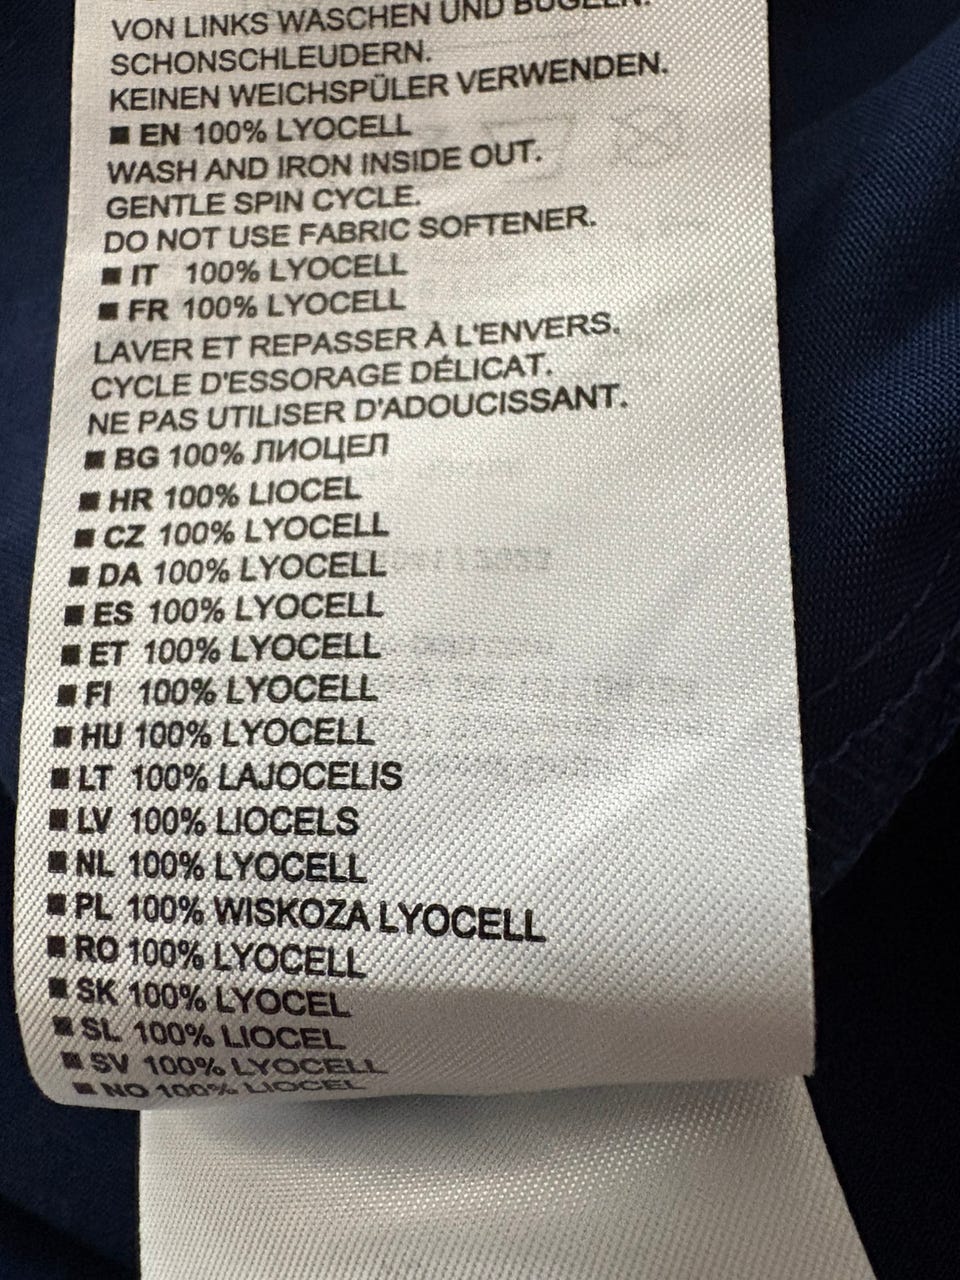 VON LINKS WASCHEN UND BÜGELN.
SCHONSCHLEUDERN.
KEINEN WEICHSPÜLER VERWENDEN.
■ EN 100% LYOCELL
WASH AND IRON INSIDE OUT.
GENTLE SPIN CYCLE.
DO NOT USE FABRIC SOFTENER.
■ IT 100% LYOCELL
■ FR 100% LYOCELL
LAVER ET REPASSER À L'ENVERS.
CYCLE D'ESSORAGE DÉLICAT.
NE PAS UTILISER D'ADOUCISSANT.
■ BG 100% ЛИОЦЕЛ
■ HR 100% LIOCEL
■ CZ 100% LYOCELL
■ DA 100% LYOCELL
■ ES 100% LYOCELL
■ ET 100% LYOCELL
■ FI 100% LYOCELL
■ HU 100% LYOCELL
■ LT 100% LAJOCELIS
■ LV 100% LIOCELS
■ NL 100% LYOCELL
■ PL 100% WISKOZA LYOCELL
■ RO 100% LYOCELL
■ SK 100% LYOCEL
■ SL 100% LIOCEL
■ SV 100% LYOCELL
■ NO 100% LIOCEL